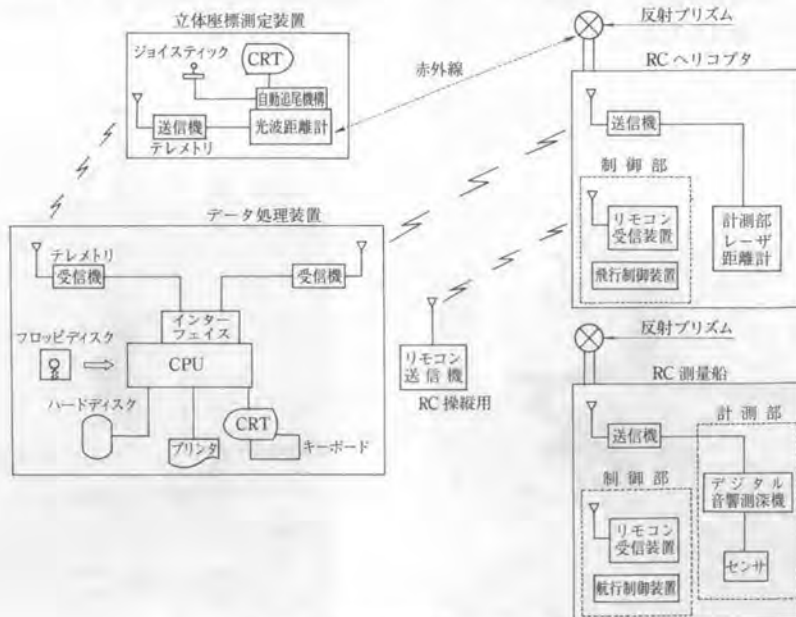 立体座標測定装置
ジョイスティック
CRT
自動追尾機構
送信機
光波距離計
テレメトリ
赤外線
反射プリズム
RCヘリコプタ
送信機
制御部
リモコン
受信装置
飛行制御装置
計測部
レーザ
距離計
データ処理装置
テレメトリ
受信機
受信機
インター
フェイス
フロッピディスク
CPU
ハードディスク
プリンタ
CRT
キーボード
リモコン
送信機
RC操縦用
反射プリズム
RC測量船
計測部
送信機
制御部
デジタル
音響測深機
リモコン
受信装置
センサ
航行制御装置